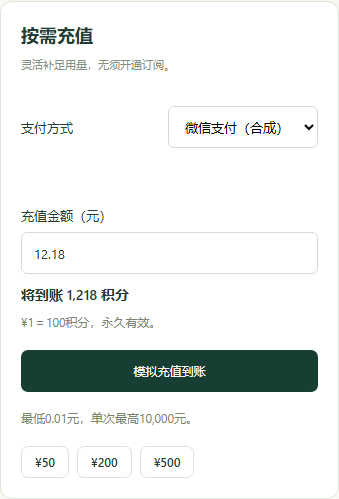 按需充值
灵活补足用量，无须开通订阅。
支付方式
微信支付（合成）
充值金额（元）
12.18
将到账 1,218 积分
¥1 = 100积分，永久有效。
模拟充值到账
最低0.01元，单次最高10,000元。
¥50 ¥200 ¥500